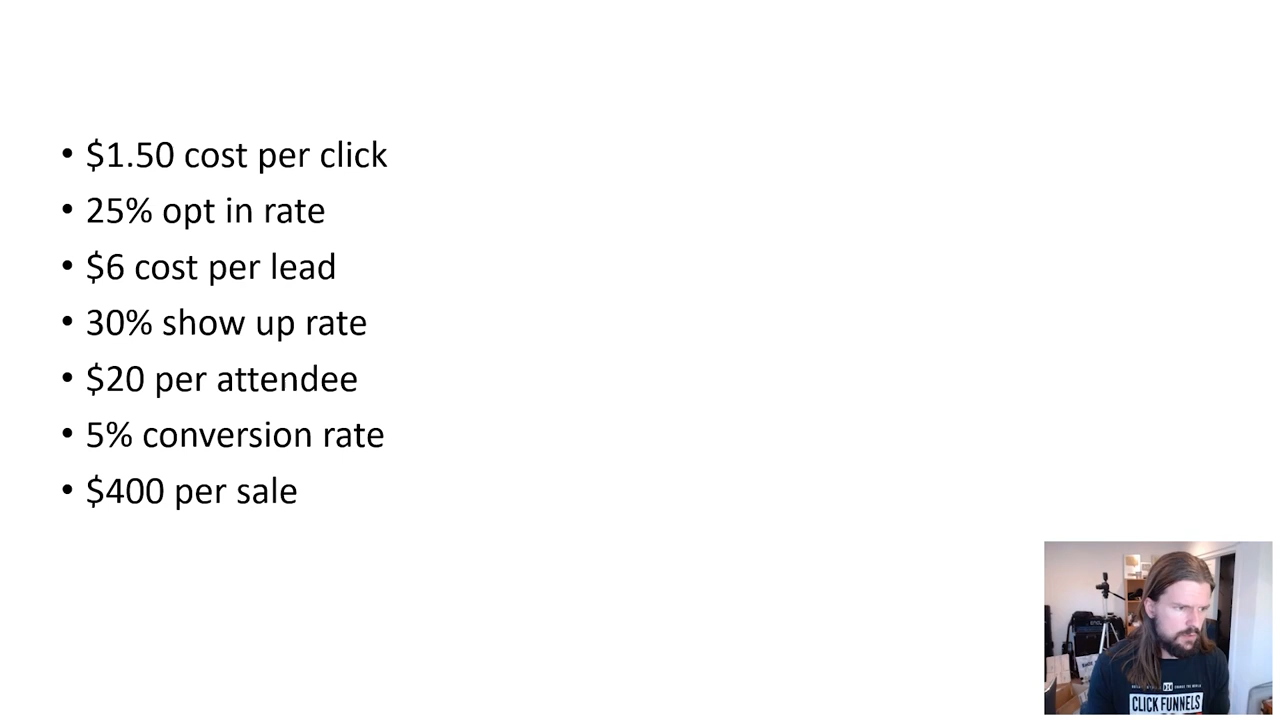 • $1.50 cost per click
• 25% opt in rate
• $6 cost per lead
• 30% show up rate
• $20 per attendee
• 5% conversion rate
• $400 per sale
CLICK FUNNELS